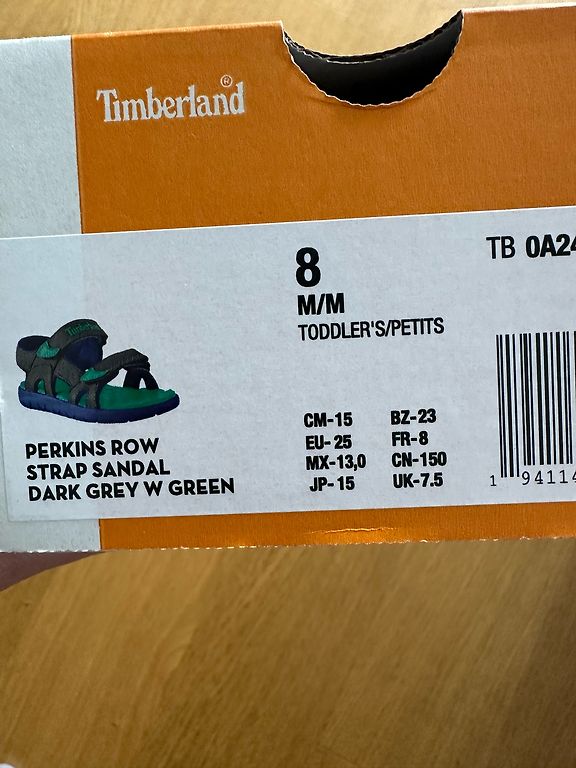 Timberland®
8
M/M
TODDLER'S/PETITS
TB 0A24
Timberland
PERKINS ROW
STRAP SANDAL
DARK GREY W GREEN
CM-15 BZ-23
EU-25 FR-8
MX-13,0 CN-150
JP-15 UK-7.5
1 94114